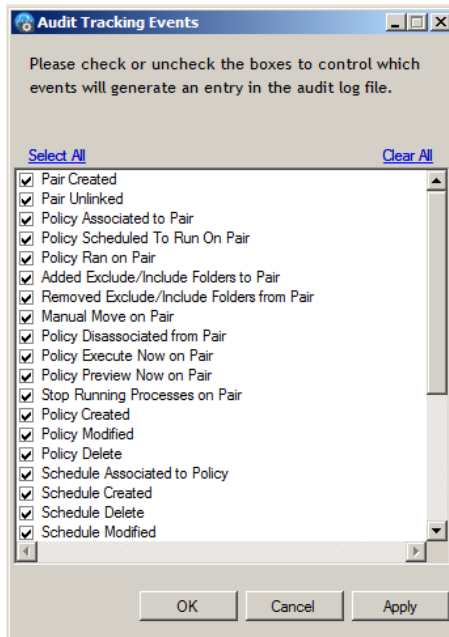 Audit Tracking Events
Please check or uncheck the boxes to control which
events will generate an entry in the audit log file.
Select All Clear All
Pair Created
Pair Unlinked
Policy Associated to Pair
Policy Scheduled To Run On Pair
Policy Ran on Pair
Added Exclude/Include Folders to Pair
Removed Exclude/Include Folders from Pair
Manual Move on Pair
Policy Disassociated from Pair
Policy Execute Now on Pair
Policy Preview Now on Pair
Stop Running Processes on Pair
Policy Created
Policy Modified
Policy Delete
Schedule Associated to Policy
Schedule Created
Schedule Delete
Schedule Modified
OK Cancel Apply